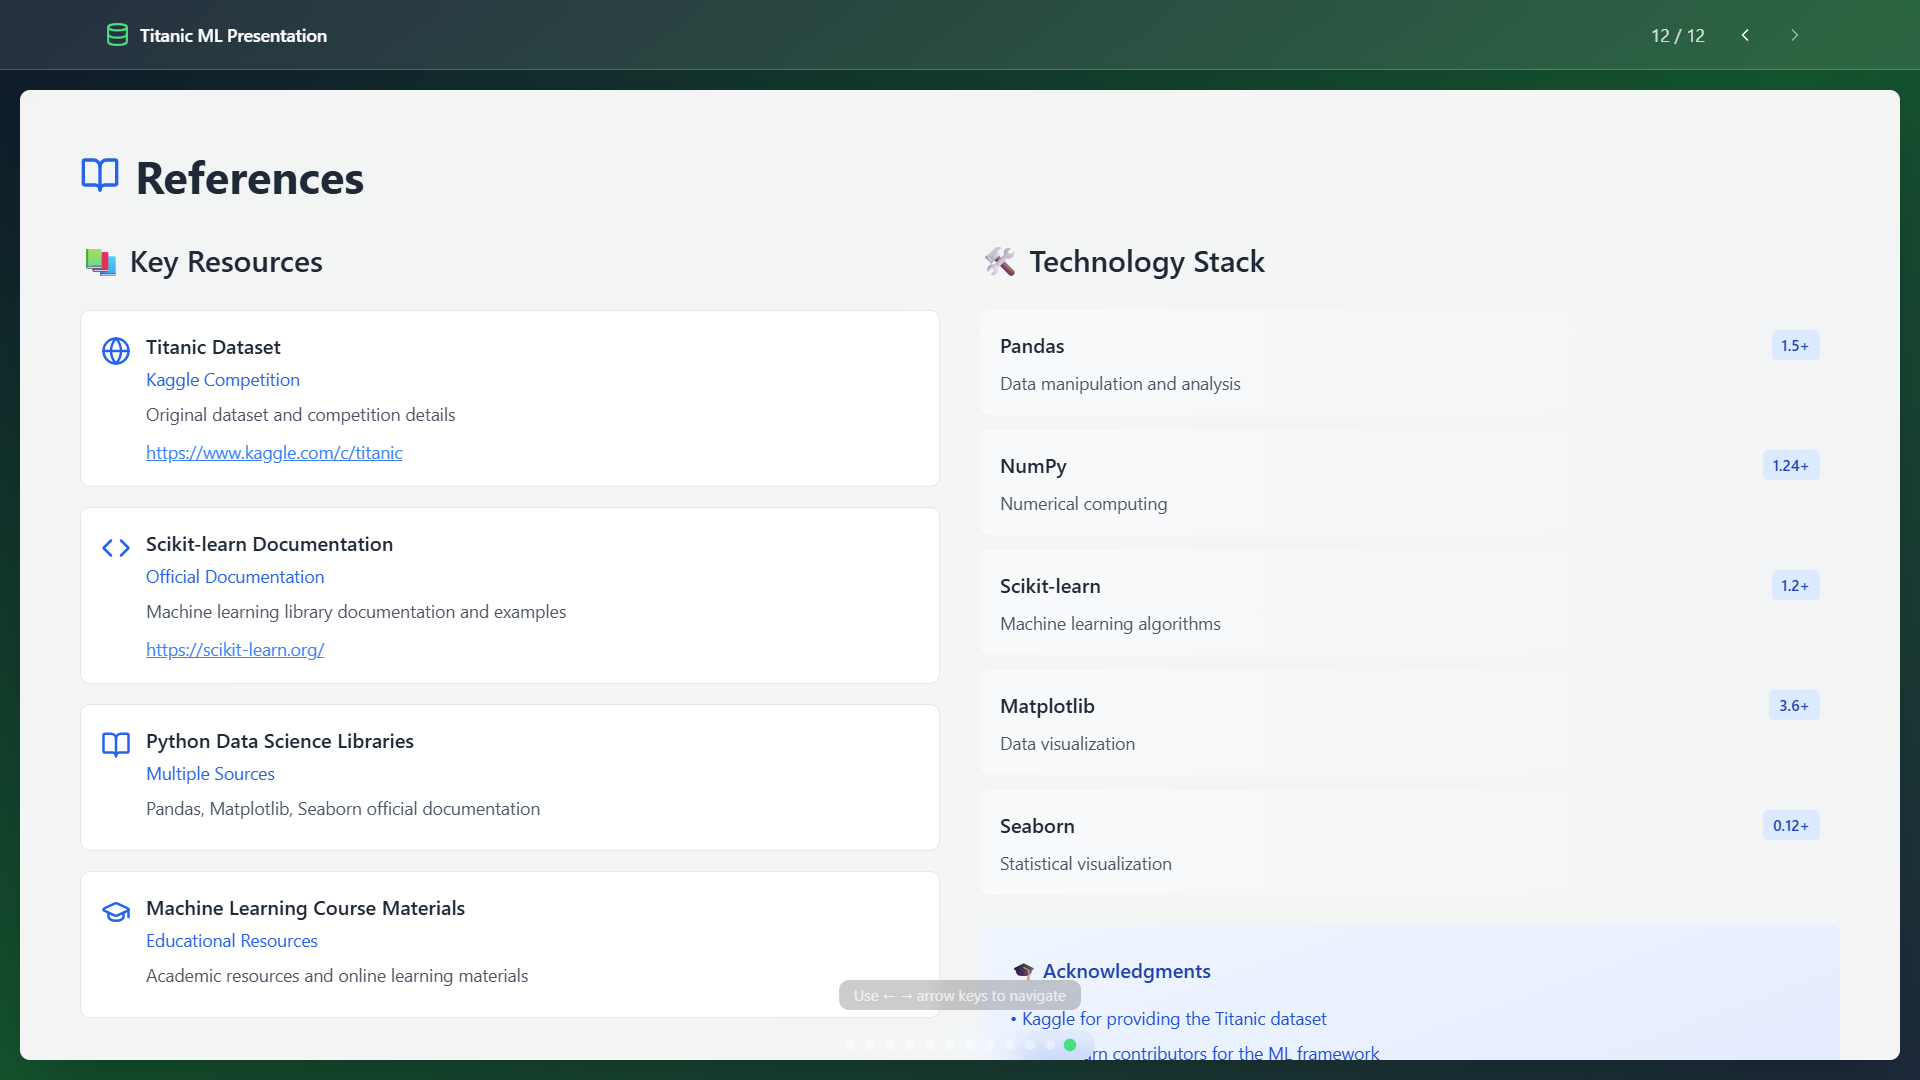 Titanic ML Presentation
12 / 12
References
Key Resources
Titanic Dataset
Kaggle Competition
Original dataset and competition details
https://www.kaggle.com/c/titanic
Scikit-learn Documentation
Official Documentation
Machine learning library documentation and examples
https://scikit-learn.org/
Python Data Science Libraries
Multiple Sources
Pandas, Matplotlib, Seaborn official documentation
Machine Learning Course Materials
Educational Resources
Academic resources and online learning materials
Technology Stack
Pandas
1.5+
Data manipulation and analysis
NumPy
1.24+
Numerical computing
Scikit-learn
1.2+
Machine learning algorithms
Matplotlib
3.6+
Data visualization
Seaborn
0.12+
Statistical visualization
Acknowledgments
• Kaggle for providing the Titanic dataset
contributors for the ML framework
Use ← → arrow keys to navigate